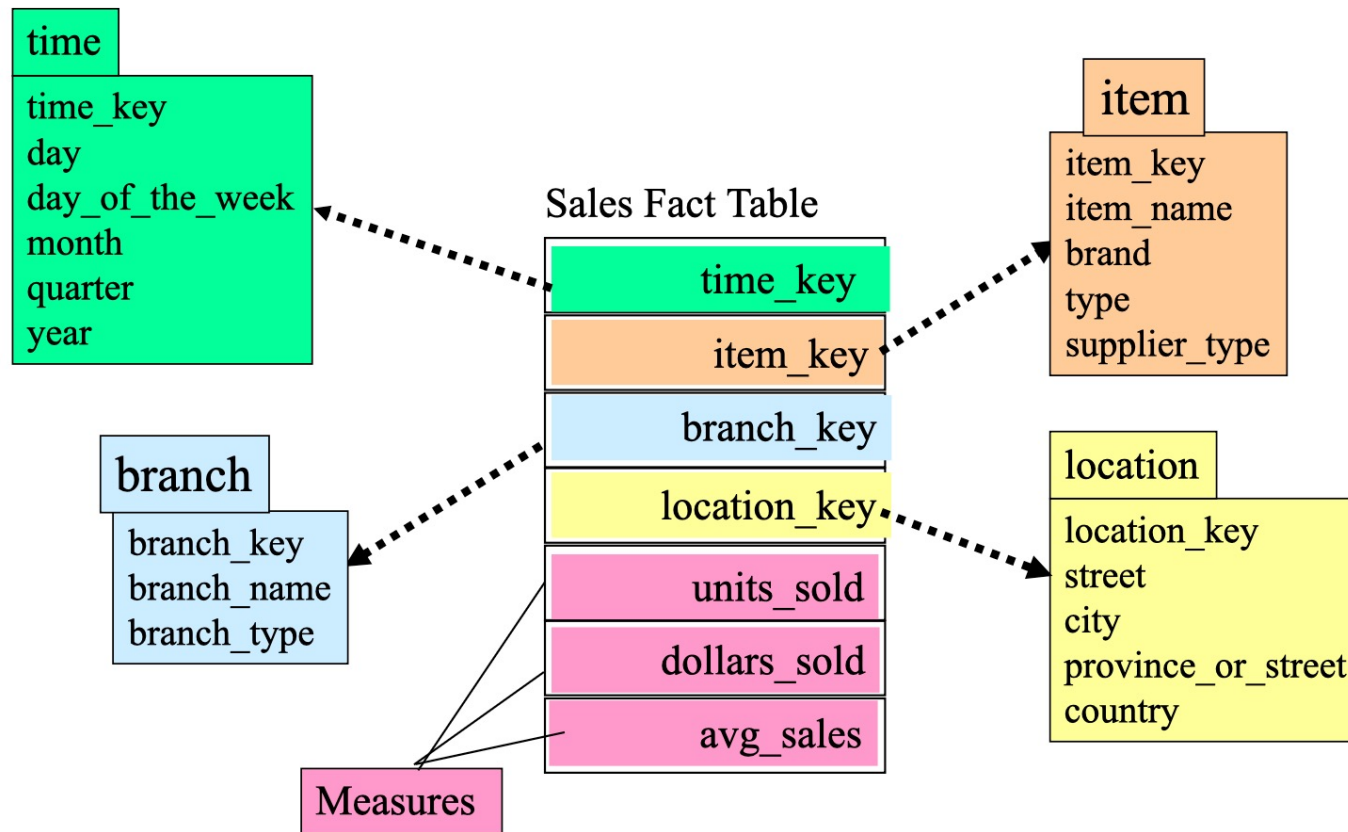 time
time_key
day
day_of_the_week
month
quarter
year
item
item_key
item_name
brand
type
supplier_type
Sales Fact Table
time_key
item_key
branch_key
location_key
units_sold
dollars_sold
avg_sales
branch
branch_key
branch_name
branch_type
location
location_key
street
city
province_or_street
country
Measures